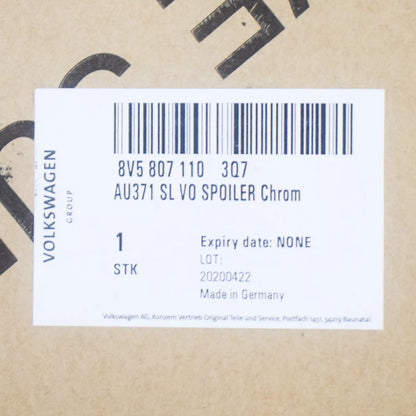 8V5 807 110 3Q7
AU371 SL VO SPOILER Chrom
VOLKSWAGEN
GROUP
1
STK
Expiry date: NONE
LOT:
20200422
Made in Germany
Volkswagen AG, Konzern Vertrieb Original Teile und Service, Postfach 1451, 34219 Baunatal